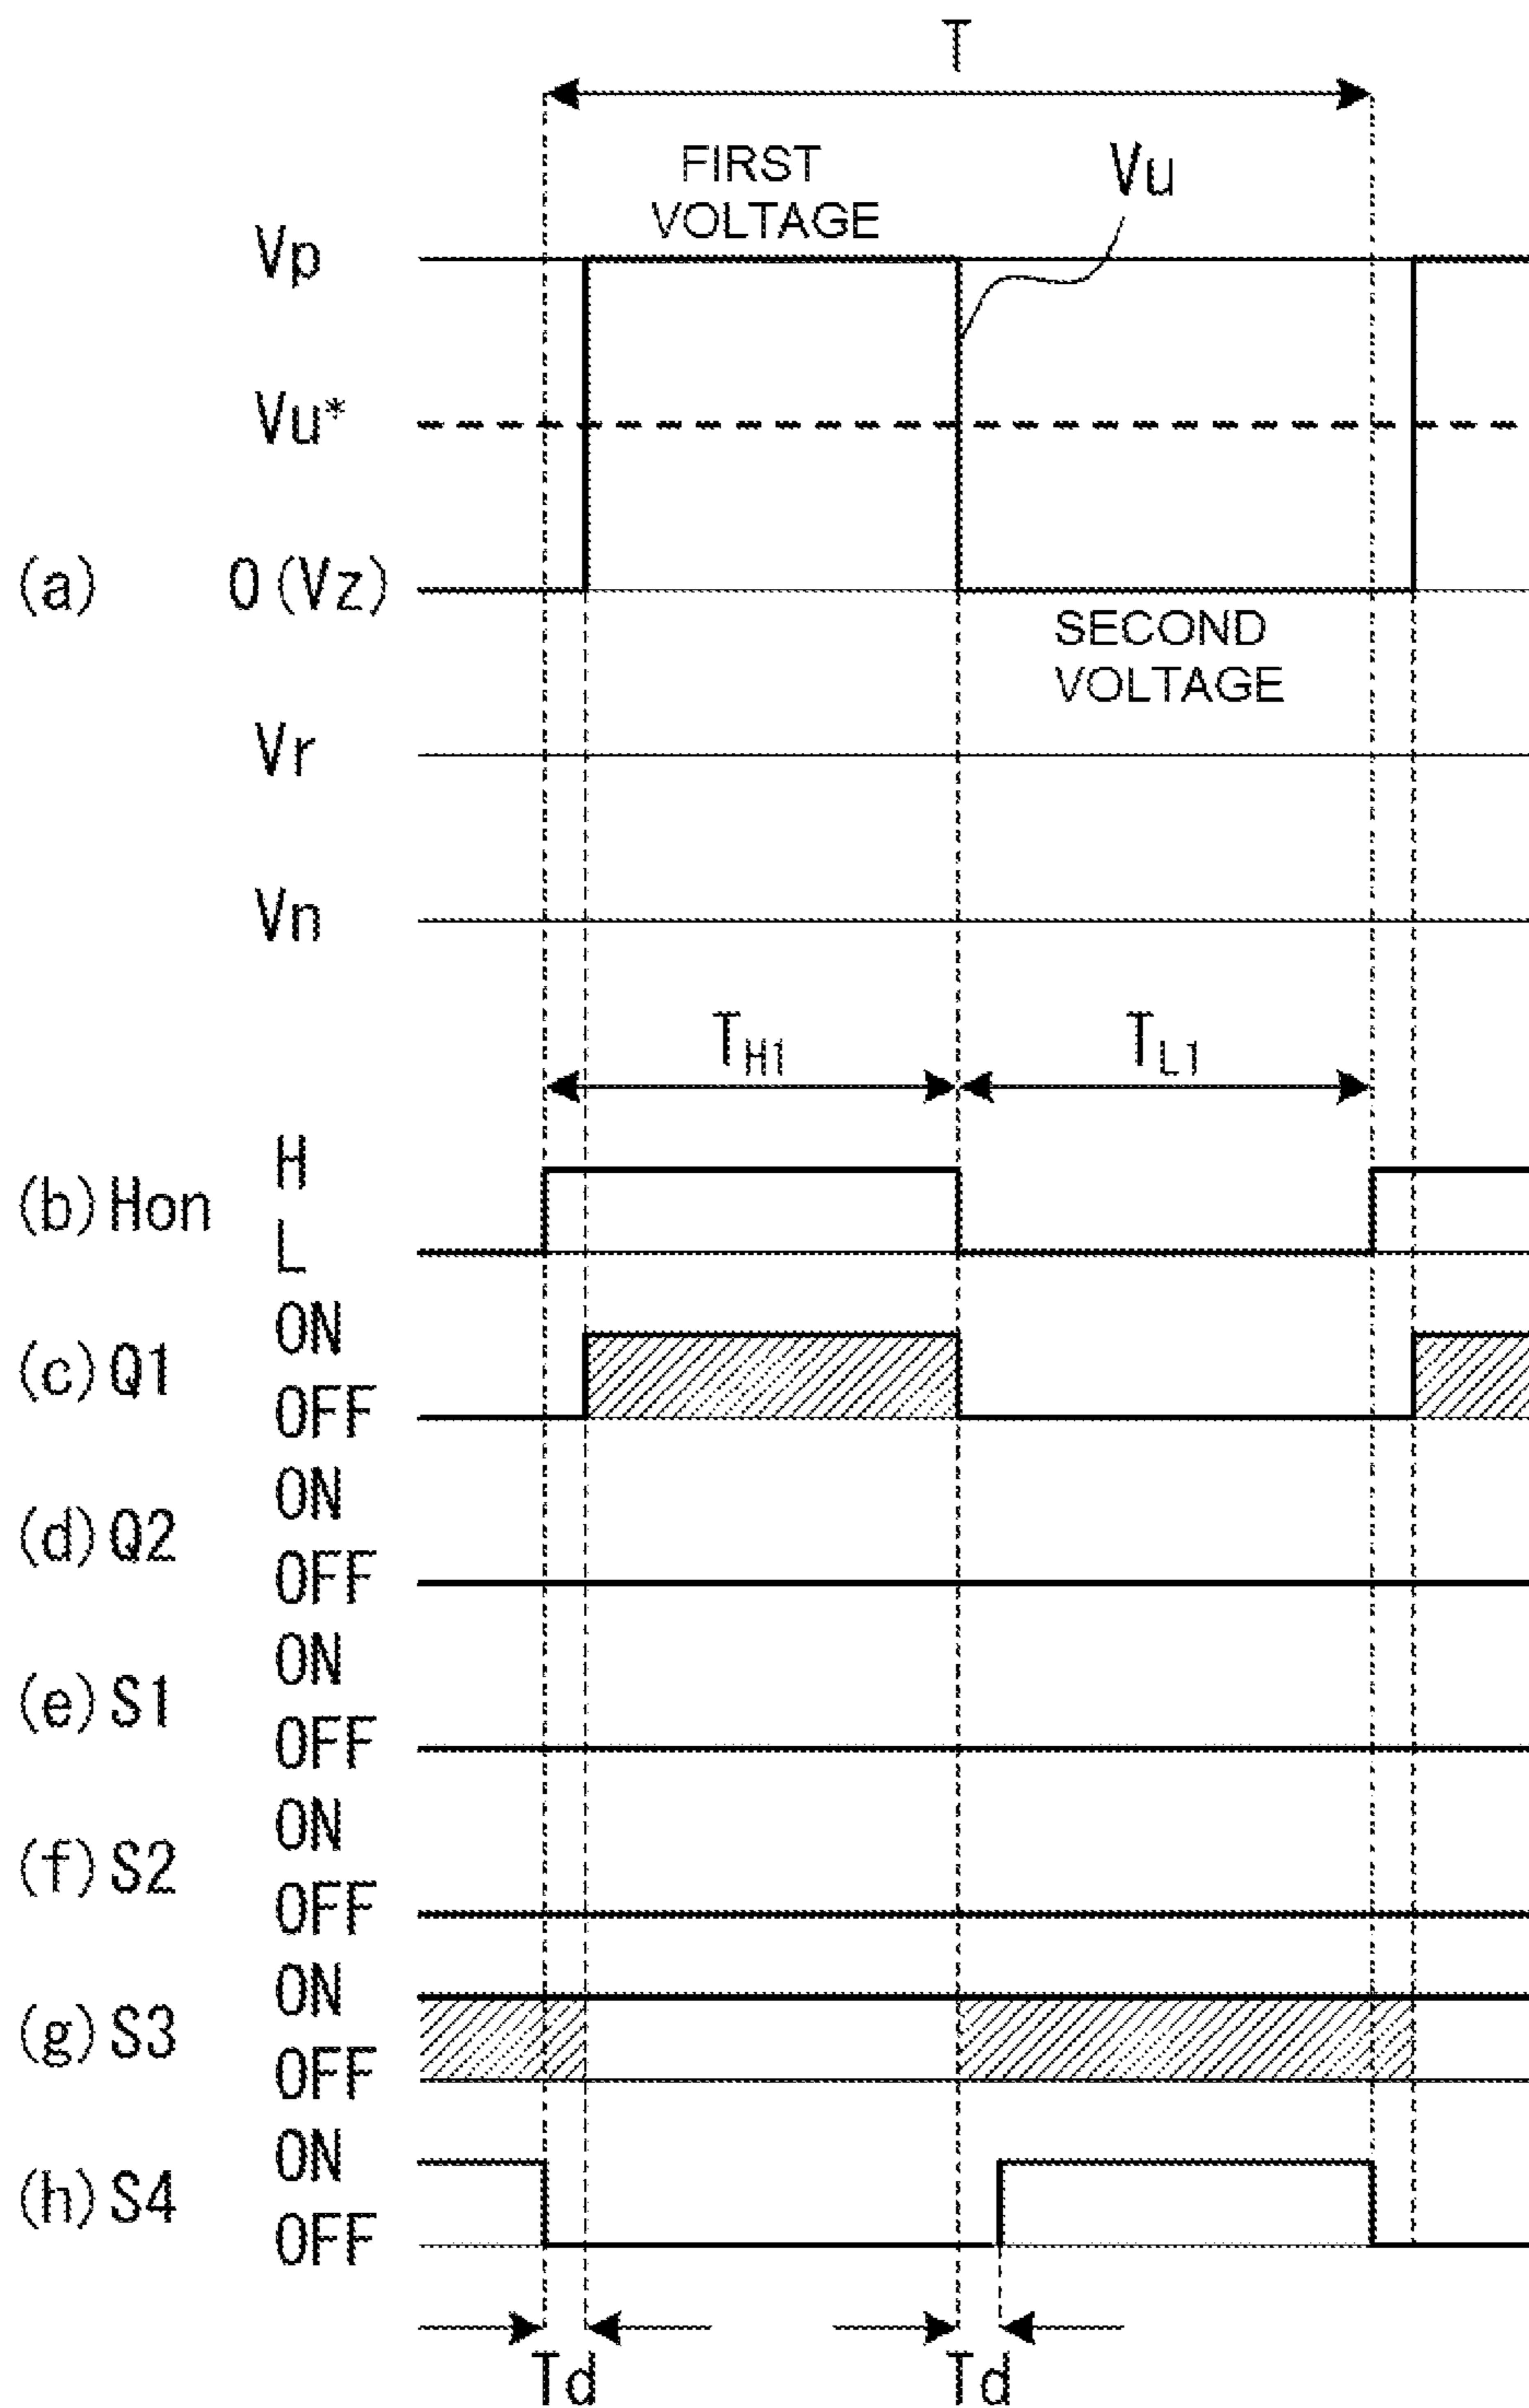 T
FIRST
VOLTAGE
Vu
Vp
Vu*
(a) 0(Vz)
SECOND
VOLTAGE
Vr
Vn
TH1 TL1
H
(b)Hon
L
ON
(c)Q1
OFF
ON
(d)Q2
OFF
ON
(e)S1
OFF
ON
(f)S2
OFF
ON
(g)S3
OFF
ON
(h)S4
OFF
Td Td